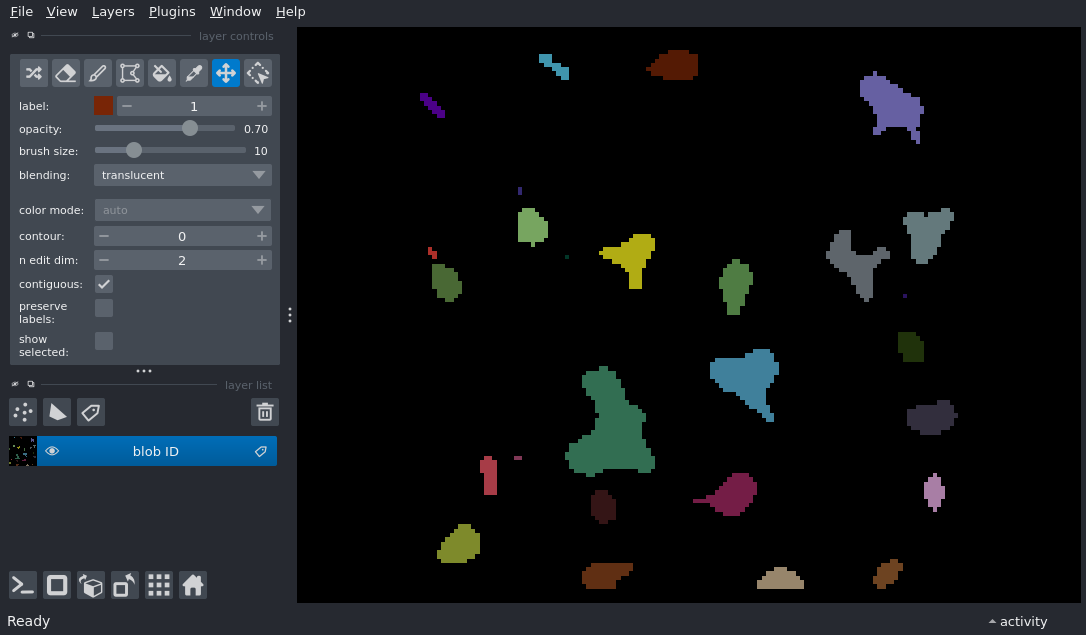 File View Layers Plugins Window Help
layer controls
label: 1
opacity: 0.70
brush size: 10
blending: translucent
color mode: auto
contour: 0
n edit dim: 2
contiguous:
preserve
labels:
show
selected:
layer list
blob ID
Ready
activity